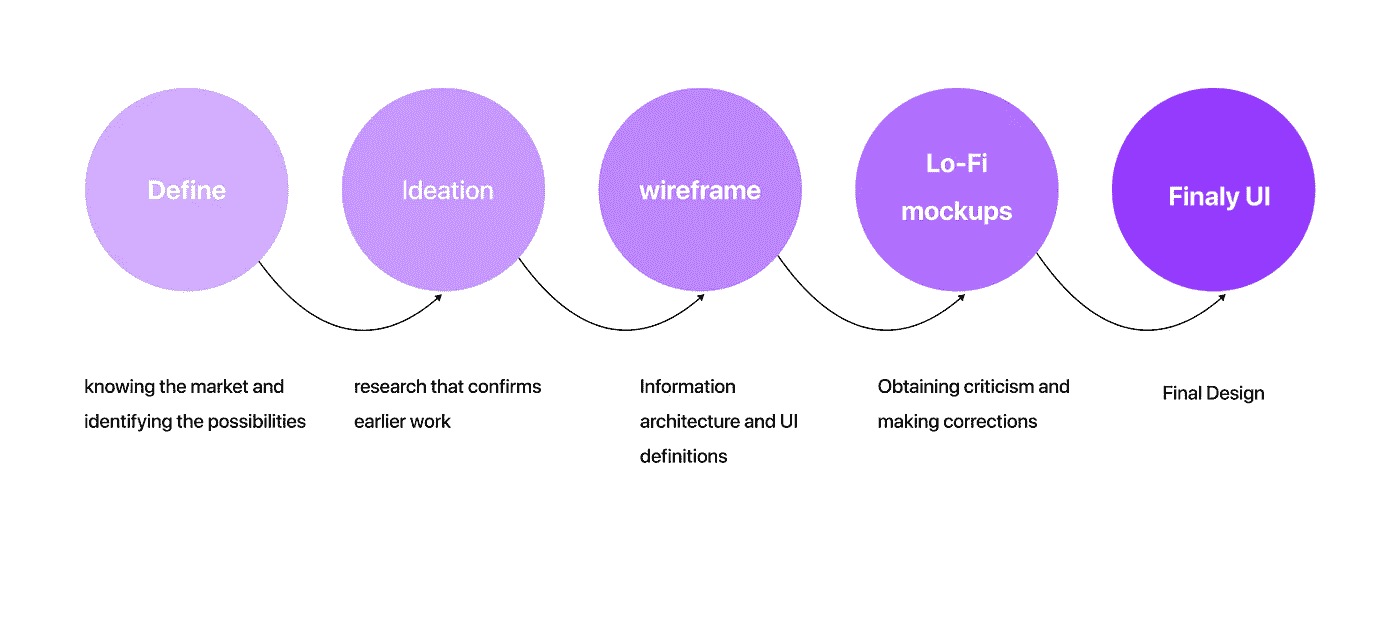 Define
Ideation
wireframe
Lo-Fi
mockups
Finaly UI
knowing the market and
identifying the possibilities
research that confirms
earlier work
Information
architecture and UI
definitions
Obtaining criticism and
making corrections
Final Design